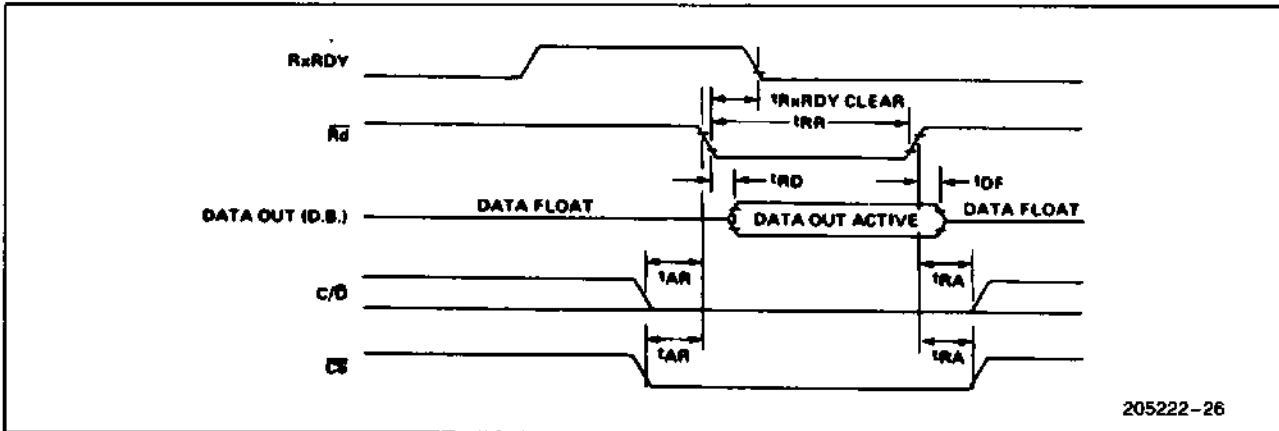 RxRDY
tRxRDY CLEAR
tRR
Rd
tRD
tDF
DATA OUT (D.B.)
DATA FLOAT
DATA OUT ACTIVE
DATA FLOAT
tAR
tRA
C/D
tAR
tRA
CS
205222-26